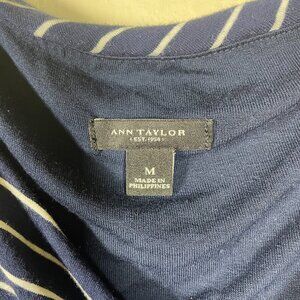 ANN TAYLOR
• EST. 1954 •
M
MADE IN
PHILIPPINES